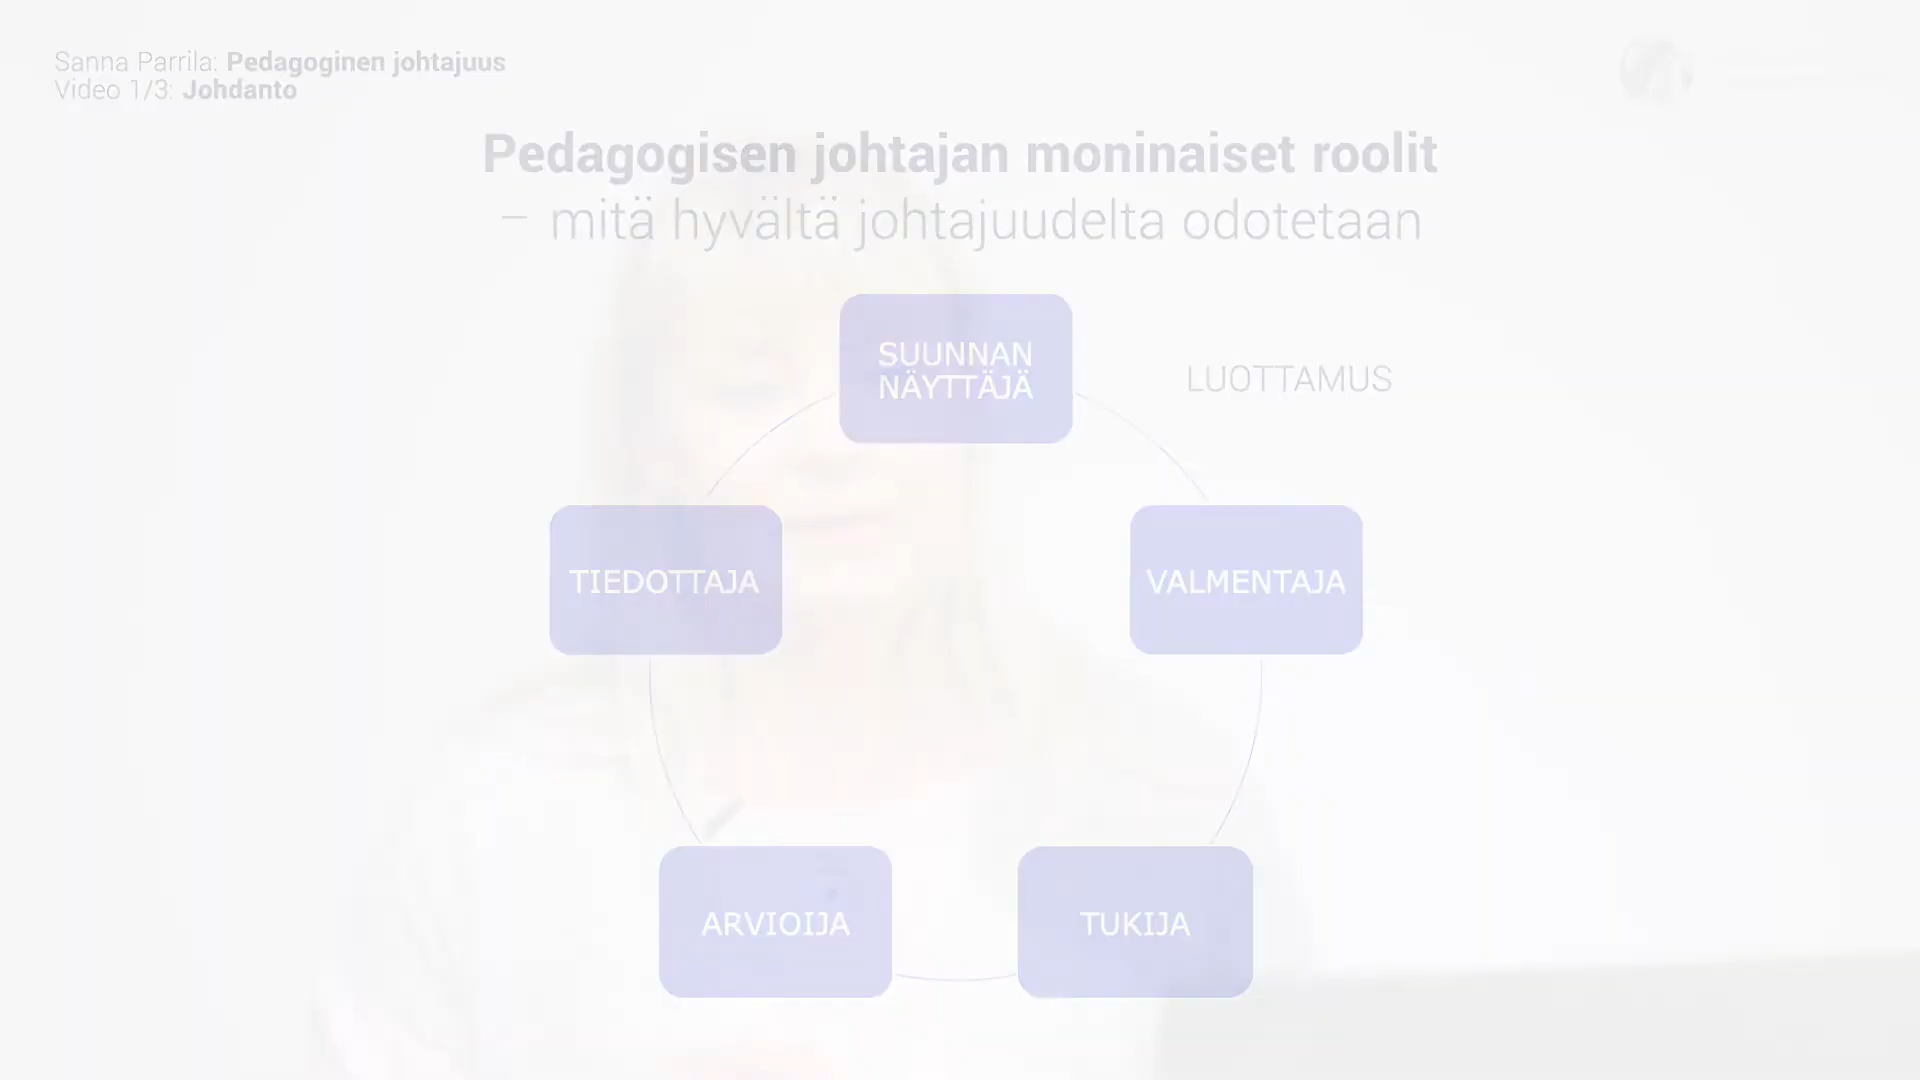 Sanna Parrila: Pedagoginen johtajuus
Video 1/3: Johdanto
Pedagogisen johtajan moninaiset roolit
– mitä hyvältä johtajuudelta odotetaan
SUUNNAN
NÄYTTÄJÄ
LUOTTAMUS
TIEDOTTAJA
VALMENTAJA
ARVIOIJA
TUKIJA